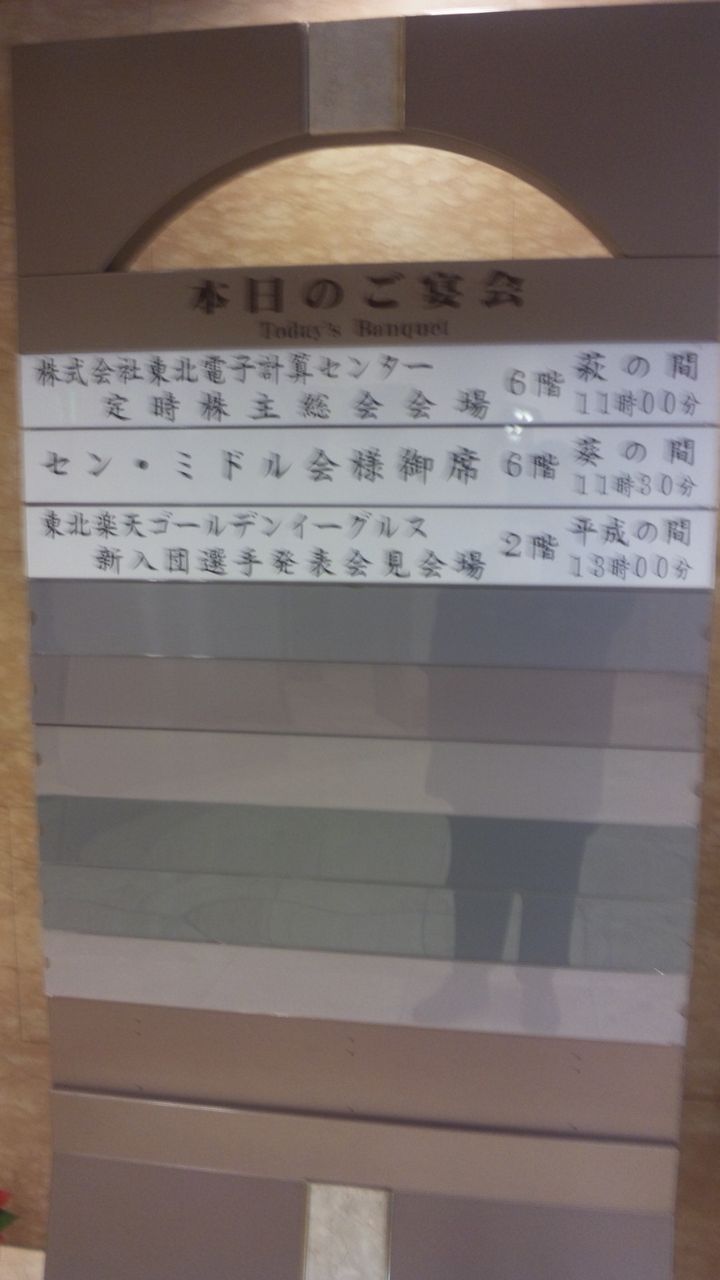 本日のご宴会
Today's Banquet
株式会社東北電子計算センター
定時株主総会会場
6階
萩の間
11時00分
セン・ミドル会様御席
6階
葵の間
11時30分
東北楽天ゴールデンイーグルス
新入団選手発表会見会場
2階
平成の間
13時00分